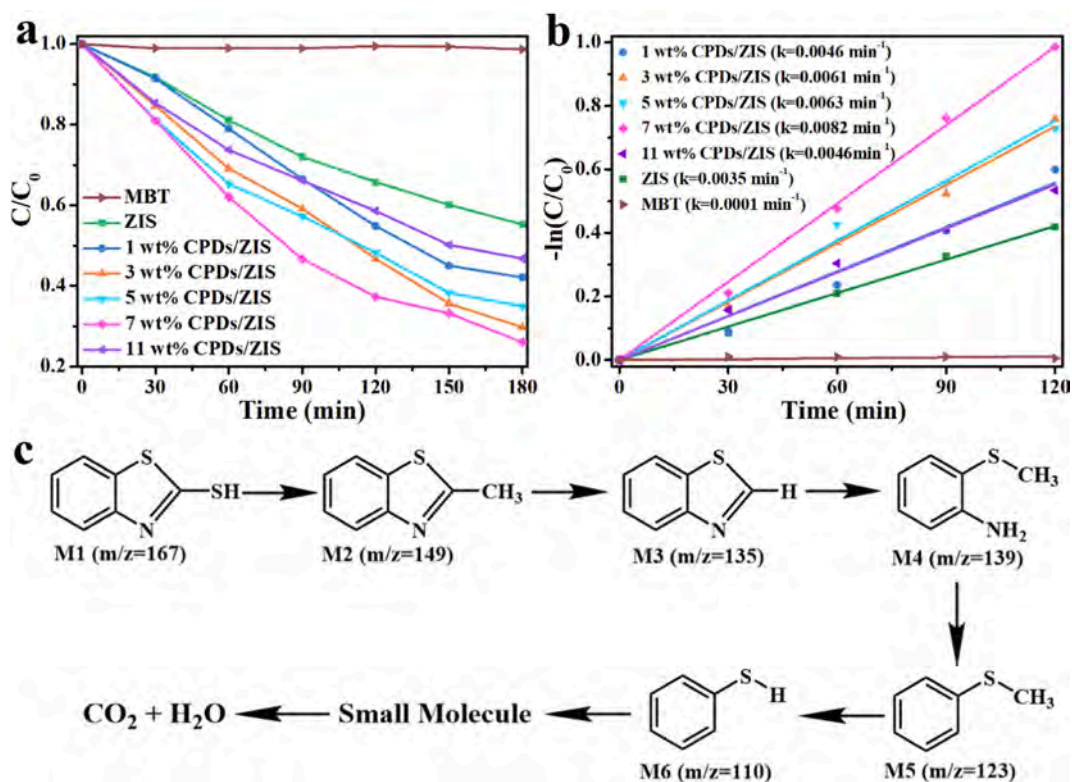 a
C/C0
1.0
0.8
0.6
0.4
0.2
MBT
ZIS
1 wt% CPDs/ZIS
3 wt% CPDs/ZIS
5 wt% CPDs/ZIS
7 wt% CPDs/ZIS
11 wt% CPDs/ZIS
0 30 60 90 120 150 180
Time (min)
b
-ln(C/C0)
1.0
0.8
0.6
0.4
0.2
0.0
1 wt% CPDs/ZIS (k=0.0046 min-1)
3 wt% CPDs/ZIS (k=0.0061 min-1)
5 wt% CPDs/ZIS (k=0.0063 min-1)
7 wt% CPDs/ZIS (k=0.0082 min-1)
11 wt% CPDs/ZIS (k=0.0046min-1)
ZIS (k=0.0035 min-1)
MBT (k=0.0001 min-1)
0 30 60 90 120
Time (min)
c
S
SH
N
M1 (m/z=167)
S
CH3
N
M2 (m/z=149)
S
H
N
M3 (m/z=135)
S
CH3
NH2
M4 (m/z=139)
S
CH3
M5 (m/z=123)
S
H
M6 (m/z=110)
Small Molecule
CO2 + H2O